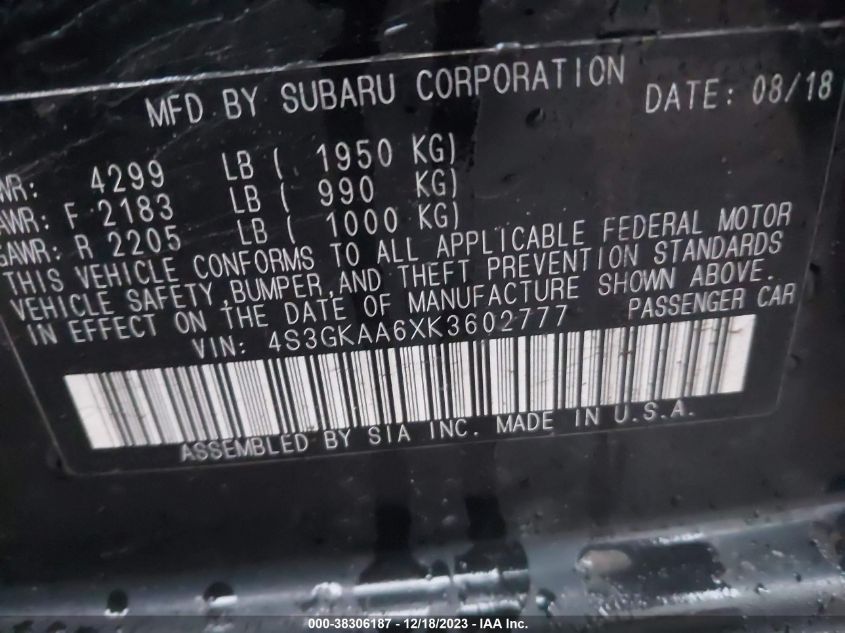 MFD BY SUBARU CORPORATION DATE: 08/18
WR: 4299 LB ( 1950 KG)
AWR: F 2183 LB ( 990 KG)
GAWR: R 2205 LB ( 1000 KG)
THIS VEHICLE CONFORMS TO ALL APPLICABLE FEDERAL MOTOR
VEHICLE SAFETY,BUMPER,AND THEFT PREVENTION STANDARDS
IN EFFECT ON THE DATE OF MANUFACTURE SHOWN ABOVE.
VIN: 4S3GKAA6XK3602777 PASSENGER CAR
ASSEMBLED BY SIA INC. MADE IN U.S.A.
000-38306187 - 12/18/2023 - IAA Inc.